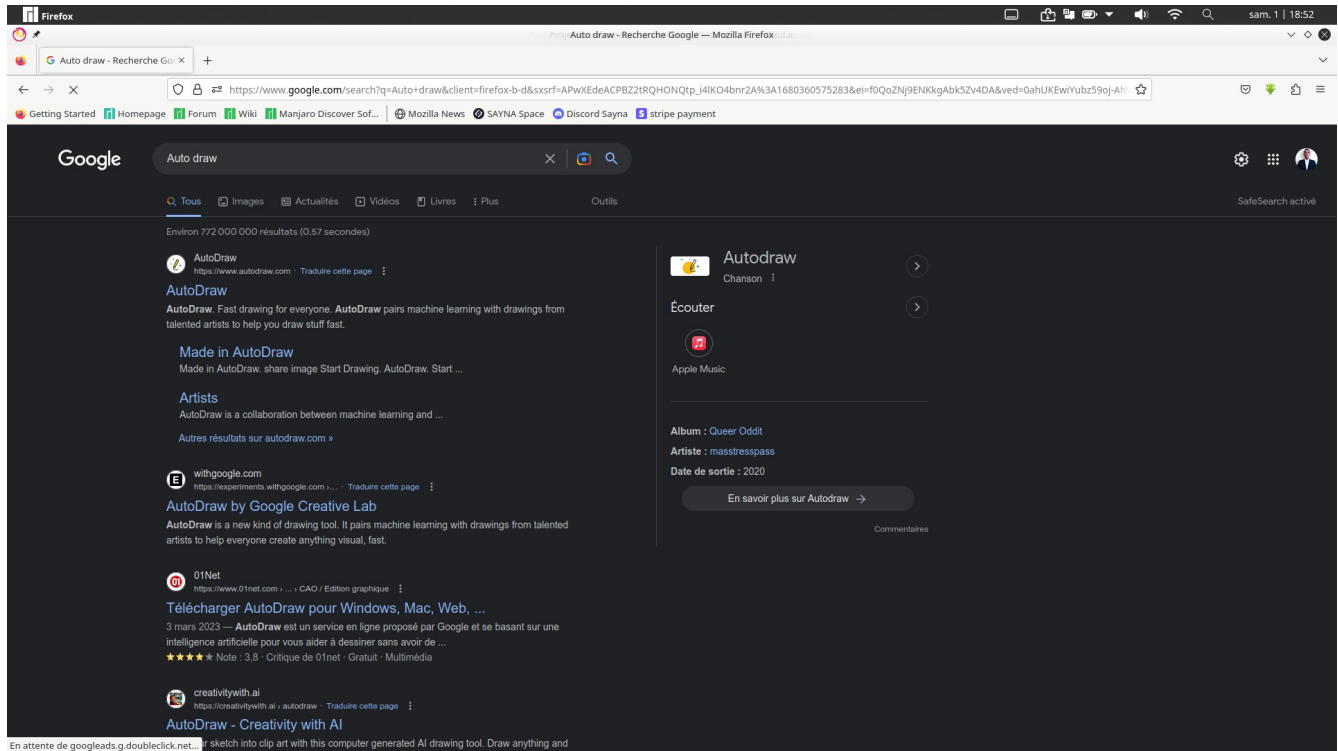 Firefox
sam. 1 | 18:52
Auto draw - Recherche Google — Mozilla Firefox
G Auto draw - Recherche Goo
https://www.google.com/search?q=Auto+draw&client=firefox-b-d&sxsrf=APwXEdeACPBZ2tRQHONQtp_i4lKO4bnr2A%3A1680360575283&ei=f0QoZNj9ENKkgAbk5Zv4DA&ved=0ahUKEwiYubz59oj-Ah
Getting Started Homepage Forum Wiki Manjaro Discover Sof... Mozilla News SAYNA Space Discord Sayna stripe payment
Google
Auto draw
Tous Images Actualités Vidéos Livres Plus Outils
SafeSearch activé
Environ 772 000 000 résultats (0,57 secondes)
AutoDraw
https://www.autodraw.com · Traduire cette page
AutoDraw
AutoDraw. Fast drawing for everyone. AutoDraw pairs machine learning with drawings from
talented artists to help you draw stuff fast.
Made in AutoDraw
Made in AutoDraw. share image Start Drawing. AutoDraw. Start ...
Artists
AutoDraw is a collaboration between machine learning and ...
Autres résultats sur autodraw.com »
withgoogle.com
https://experiments.withgoogle.com ›... · Traduire cette page
AutoDraw by Google Creative Lab
AutoDraw is a new kind of drawing tool. It pairs machine learning with drawings from talented
artists to help everyone create anything visual, fast.
01Net
https://www.01net.com › ... › CAO / Edition graphique
Télécharger AutoDraw pour Windows, Mac, Web, ...
3 mars 2023 — AutoDraw est un service en ligne proposé par Google et se basant sur une
intelligence artificielle pour vous aider à dessiner sans avoir de ...
Note : 3,8 · Critique de 01net · Gratuit · Multimédia
creativitywith.ai
https://creativitywith.ai › autodraw · Traduire cette page
AutoDraw - Creativity with AI
sketch into clip art with this computer generated AI drawing tool. Draw anything and
En attente de googleads.g.doubleclick.net...
Autodraw
Chanson
Écouter
Apple Music
Album : Queer Oddit
Artiste : masstresspass
Date de sortie : 2020
En savoir plus sur Autodraw →
Commentaires